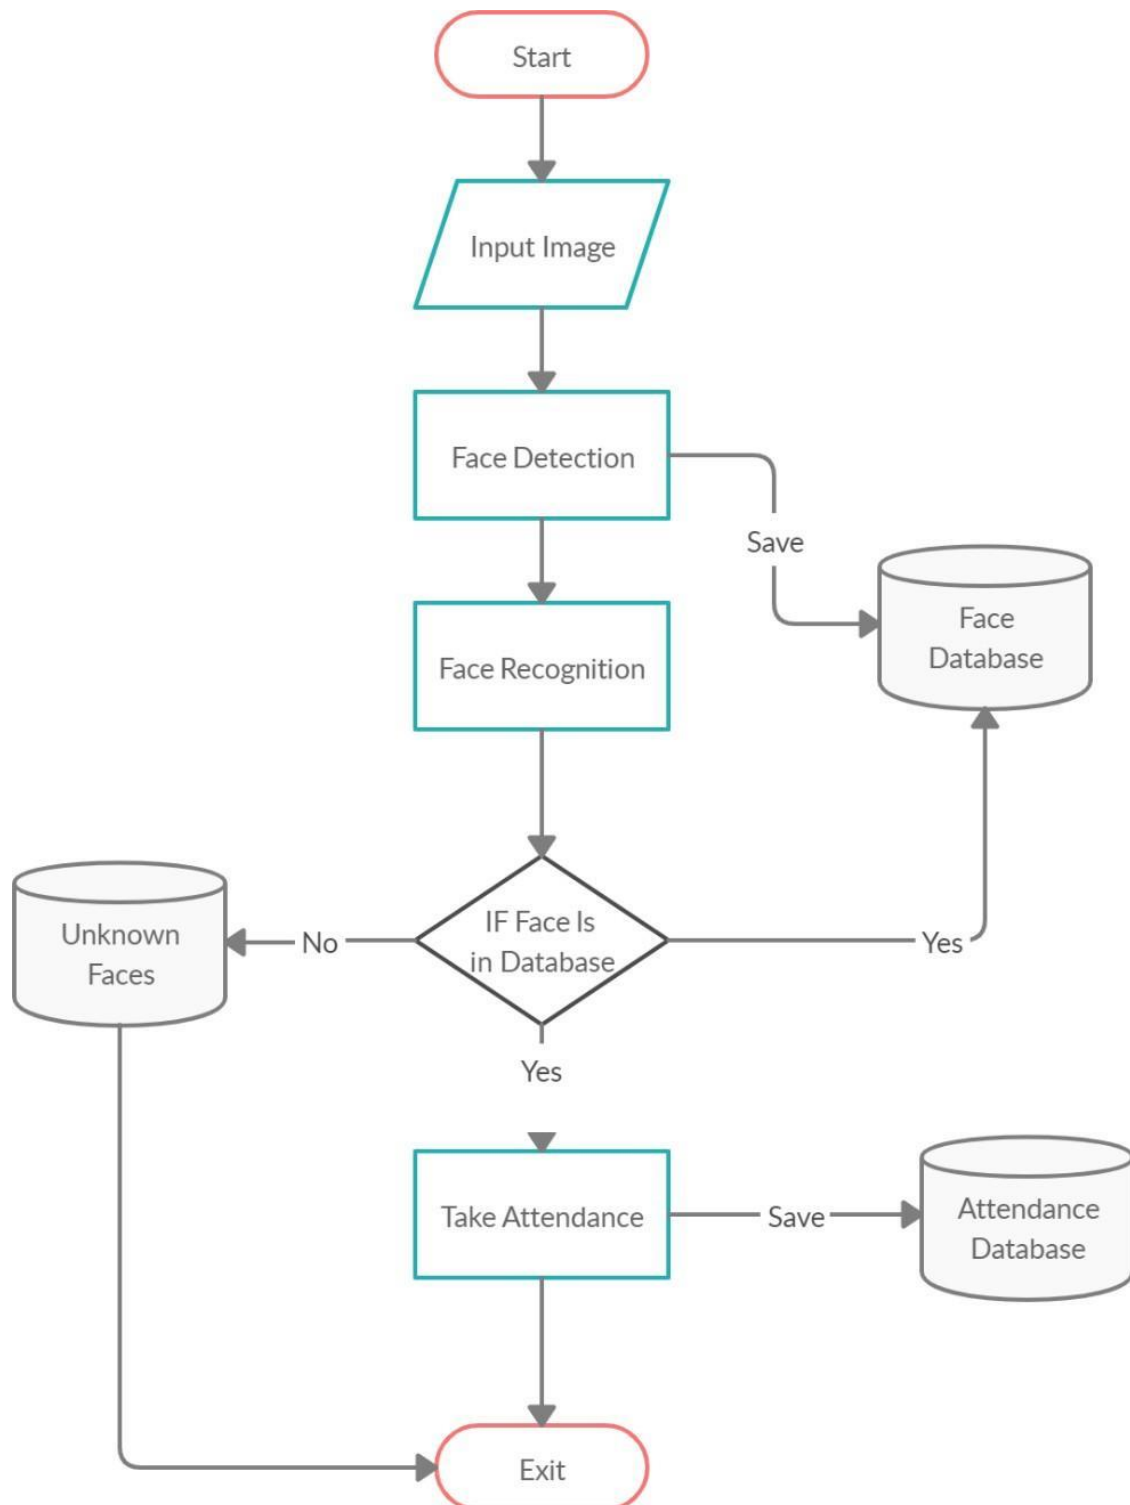 Start
Input Image
Face Detection
Save
Face
Database
Face Recognition
Unknown
Faces
No
IF Face Is
in Database
Yes
Yes
Take Attendance
Save
Attendance
Database
Exit